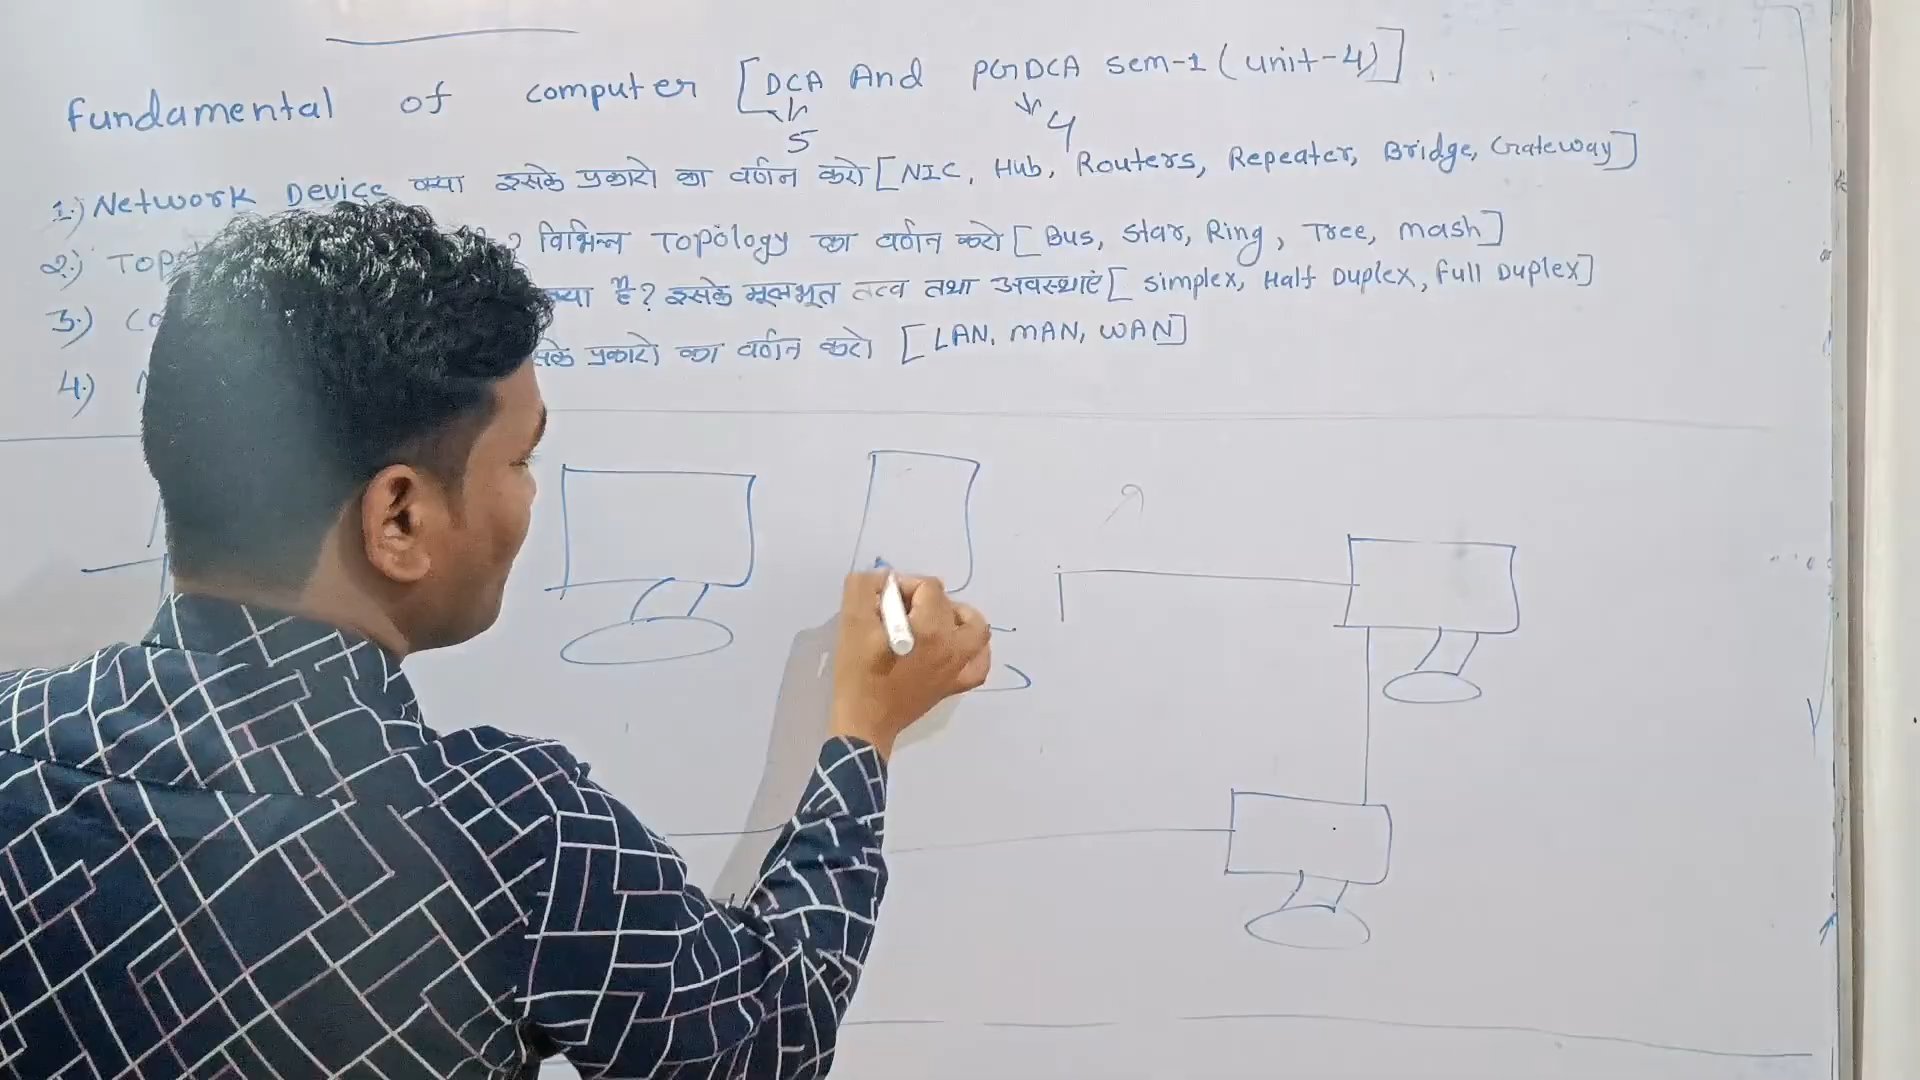 Fundamental of computer [DCA And PGDCA sem-1 (unit-4)]
5 4
1.) Network Device क्या इसके प्रकारो का वर्णन करो [NIC, Hub, Routers, Repeater, Bridge, Gateway]
2.) Top ? विभिन्न Topology का वर्णन करो [Bus, Star, Ring, Tree, mash]
3.) Co क्या है? इसके मूलभूत तत्व तथा अवस्थाएं [simplex, Half Duplex, Full Duplex]
4.) प्रकारो का वर्णन करो [LAN, MAN, WAN]